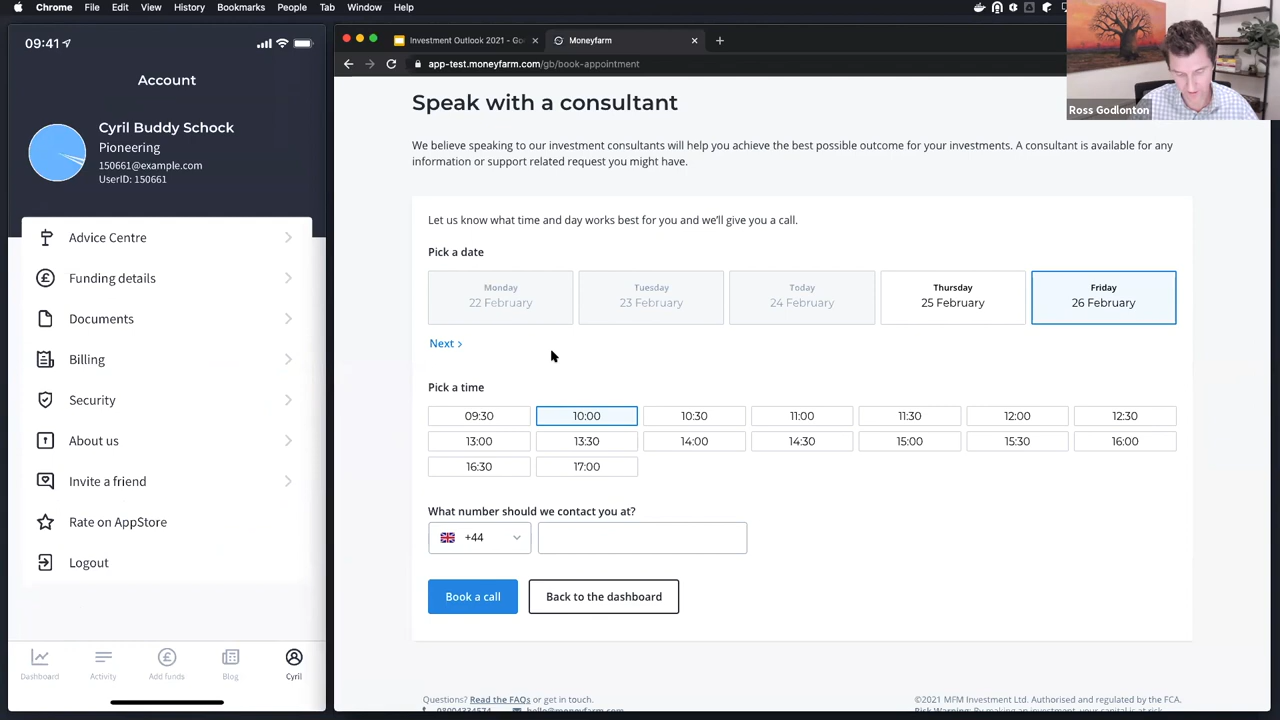 Chrome File Edit View History Bookmarks People Tab Window Help
09:41
Account
Cyril Buddy Schock
Pioneering
150661@example.com
UserID: 150661
Advice Centre
Funding details
Documents
Billing
Security
About us
Invite a friend
Rate on AppStore
Logout
Dashboard Activity Add funds Blog Cyril
Investment Outlook 2021 - Go
Moneyfarm
app-test.moneyfarm.com/gb/book-appointment
Ross Godlonton
Speak with a consultant
We believe speaking to our investment consultants will help you achieve the best possible outcome for your investments. A consultant is available for any
information or support related request you might have.
Let us know what time and day works best for you and we'll give you a call.
Pick a date
Monday Tuesday Today Thursday Friday
22 February 23 February 24 February 25 February 26 February
Next >
Pick a time
09:30 10:00 10:30 11:00 11:30 12:00 12:30
13:00 13:30 14:00 14:30 15:00 15:30 16:00
16:30 17:00
What number should we contact you at?
+44
Book a call Back to the dashboard
Questions? Read the FAQs or get in touch.
©2021 MFM Investment Ltd. Authorised and regulated by the FCA.